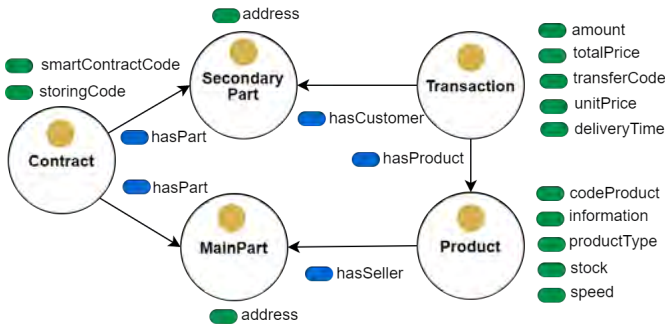 address
smartContractCode
storingCode
Secondary
Part
Transaction
amount
totalPrice
transferCode
unitPrice
deliveryTime
hasCustomer
hasPart
hasProduct
Contract
hasPart
MainPart
Product
codeProduct
information
productType
stock
speed
hasSeller
address